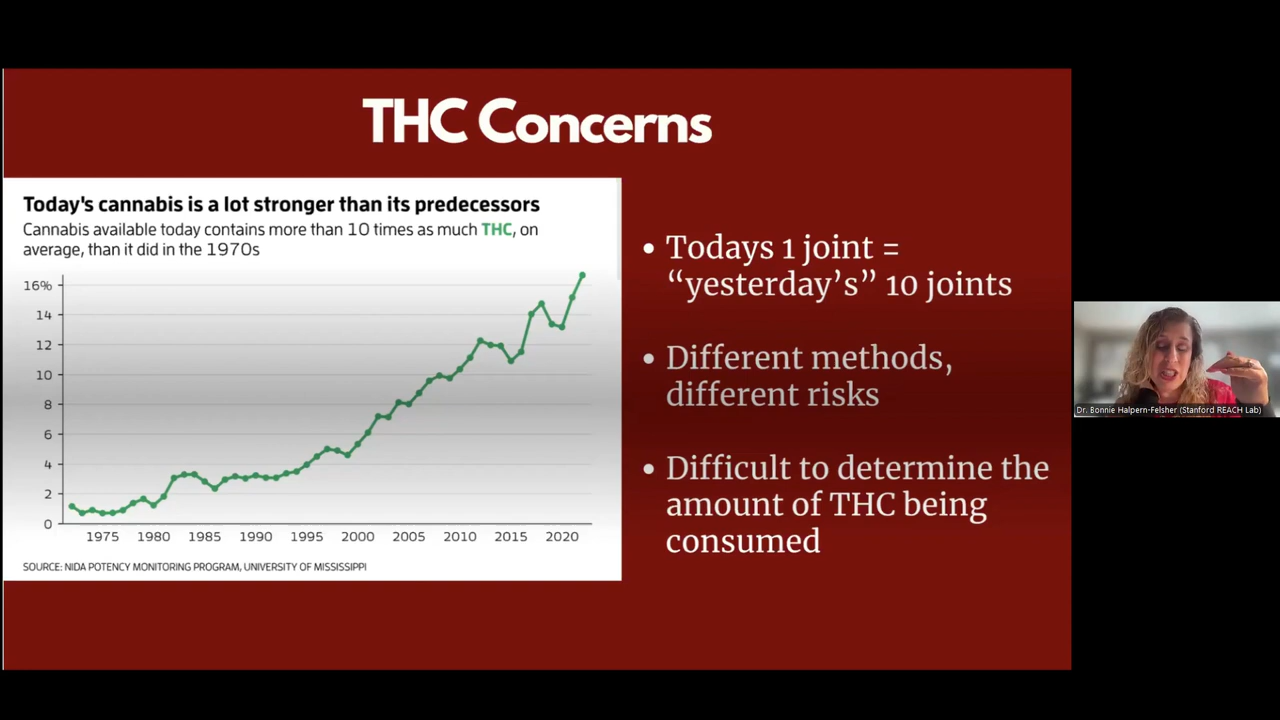 THC Concerns
Today's cannabis is a lot stronger than its predecessors
Cannabis available today contains more than 10 times as much THC, on
average, than it did in the 1970s
16%
14
12
10
8
6
4
2
0
1975 1980 1985 1990 1995 2000 2005 2010 2015 2020
SOURCE: NIDA POTENCY MONITORING PROGRAM, UNIVERSITY OF MISSISSIPPI
• Todays 1 joint =
“yesterday’s” 10 joints
• Different methods,
different risks
• Difficult to determine the
amount of THC being
consumed
Dr. Bonnie Halpern-Felsher (Stanford REACH Lab)